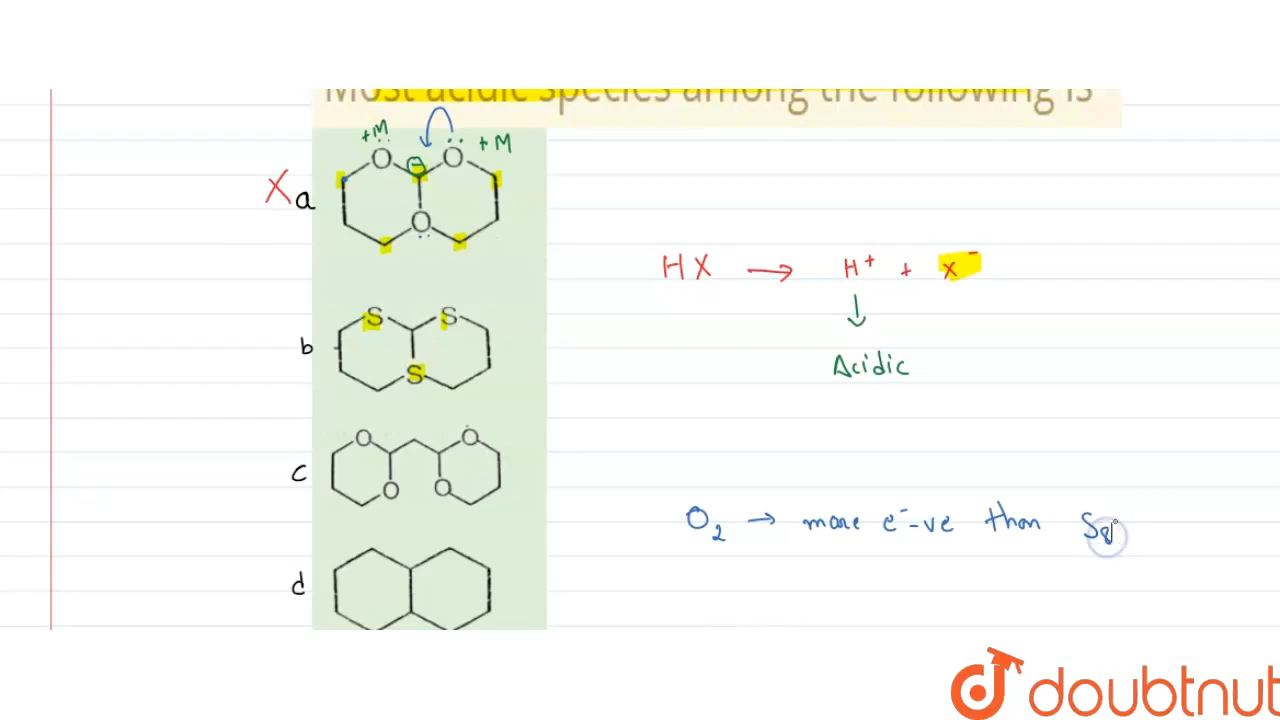 Most acidic species among the following is
+M
+M
O
O
⊖
X a
O
HX → H+ + X-
↓
Acidic
b
S
S
S
c
O
O
O
O
O2 → more e- -ve than S8
d
doubtnut